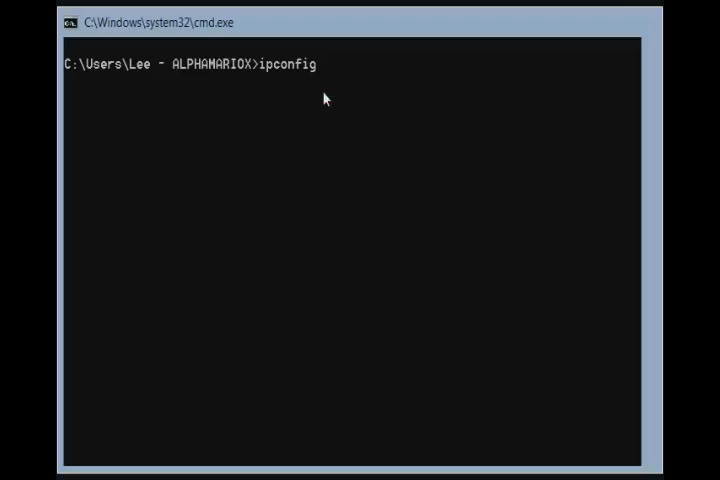 C:\Windows\system32\cmd.exe
C:\Users\Lee - ALPHAMARIOX>ipconfig